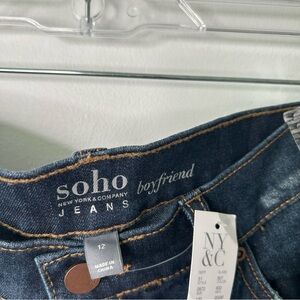 soho
NEW YORK & COMPANY
JEANS
boyfriend
12
MADE IN
CHINA
NY
&C